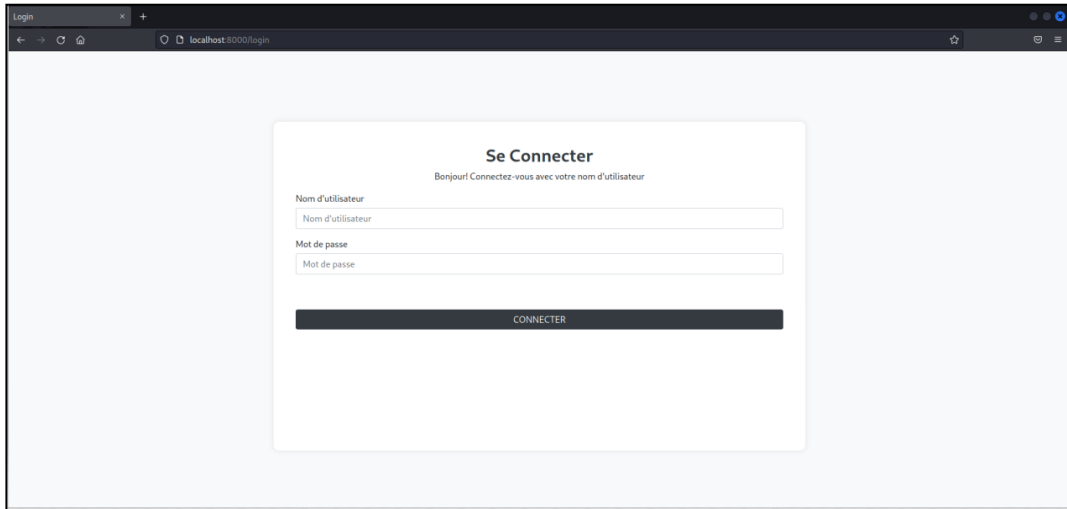 Login
localhost:8000/login
Se Connecter
Bonjour! Connectez-vous avec votre nom d'utilisateur
Nom d'utilisateur
Nom d'utilisateur
Mot de passe
Mot de passe
CONNECTER